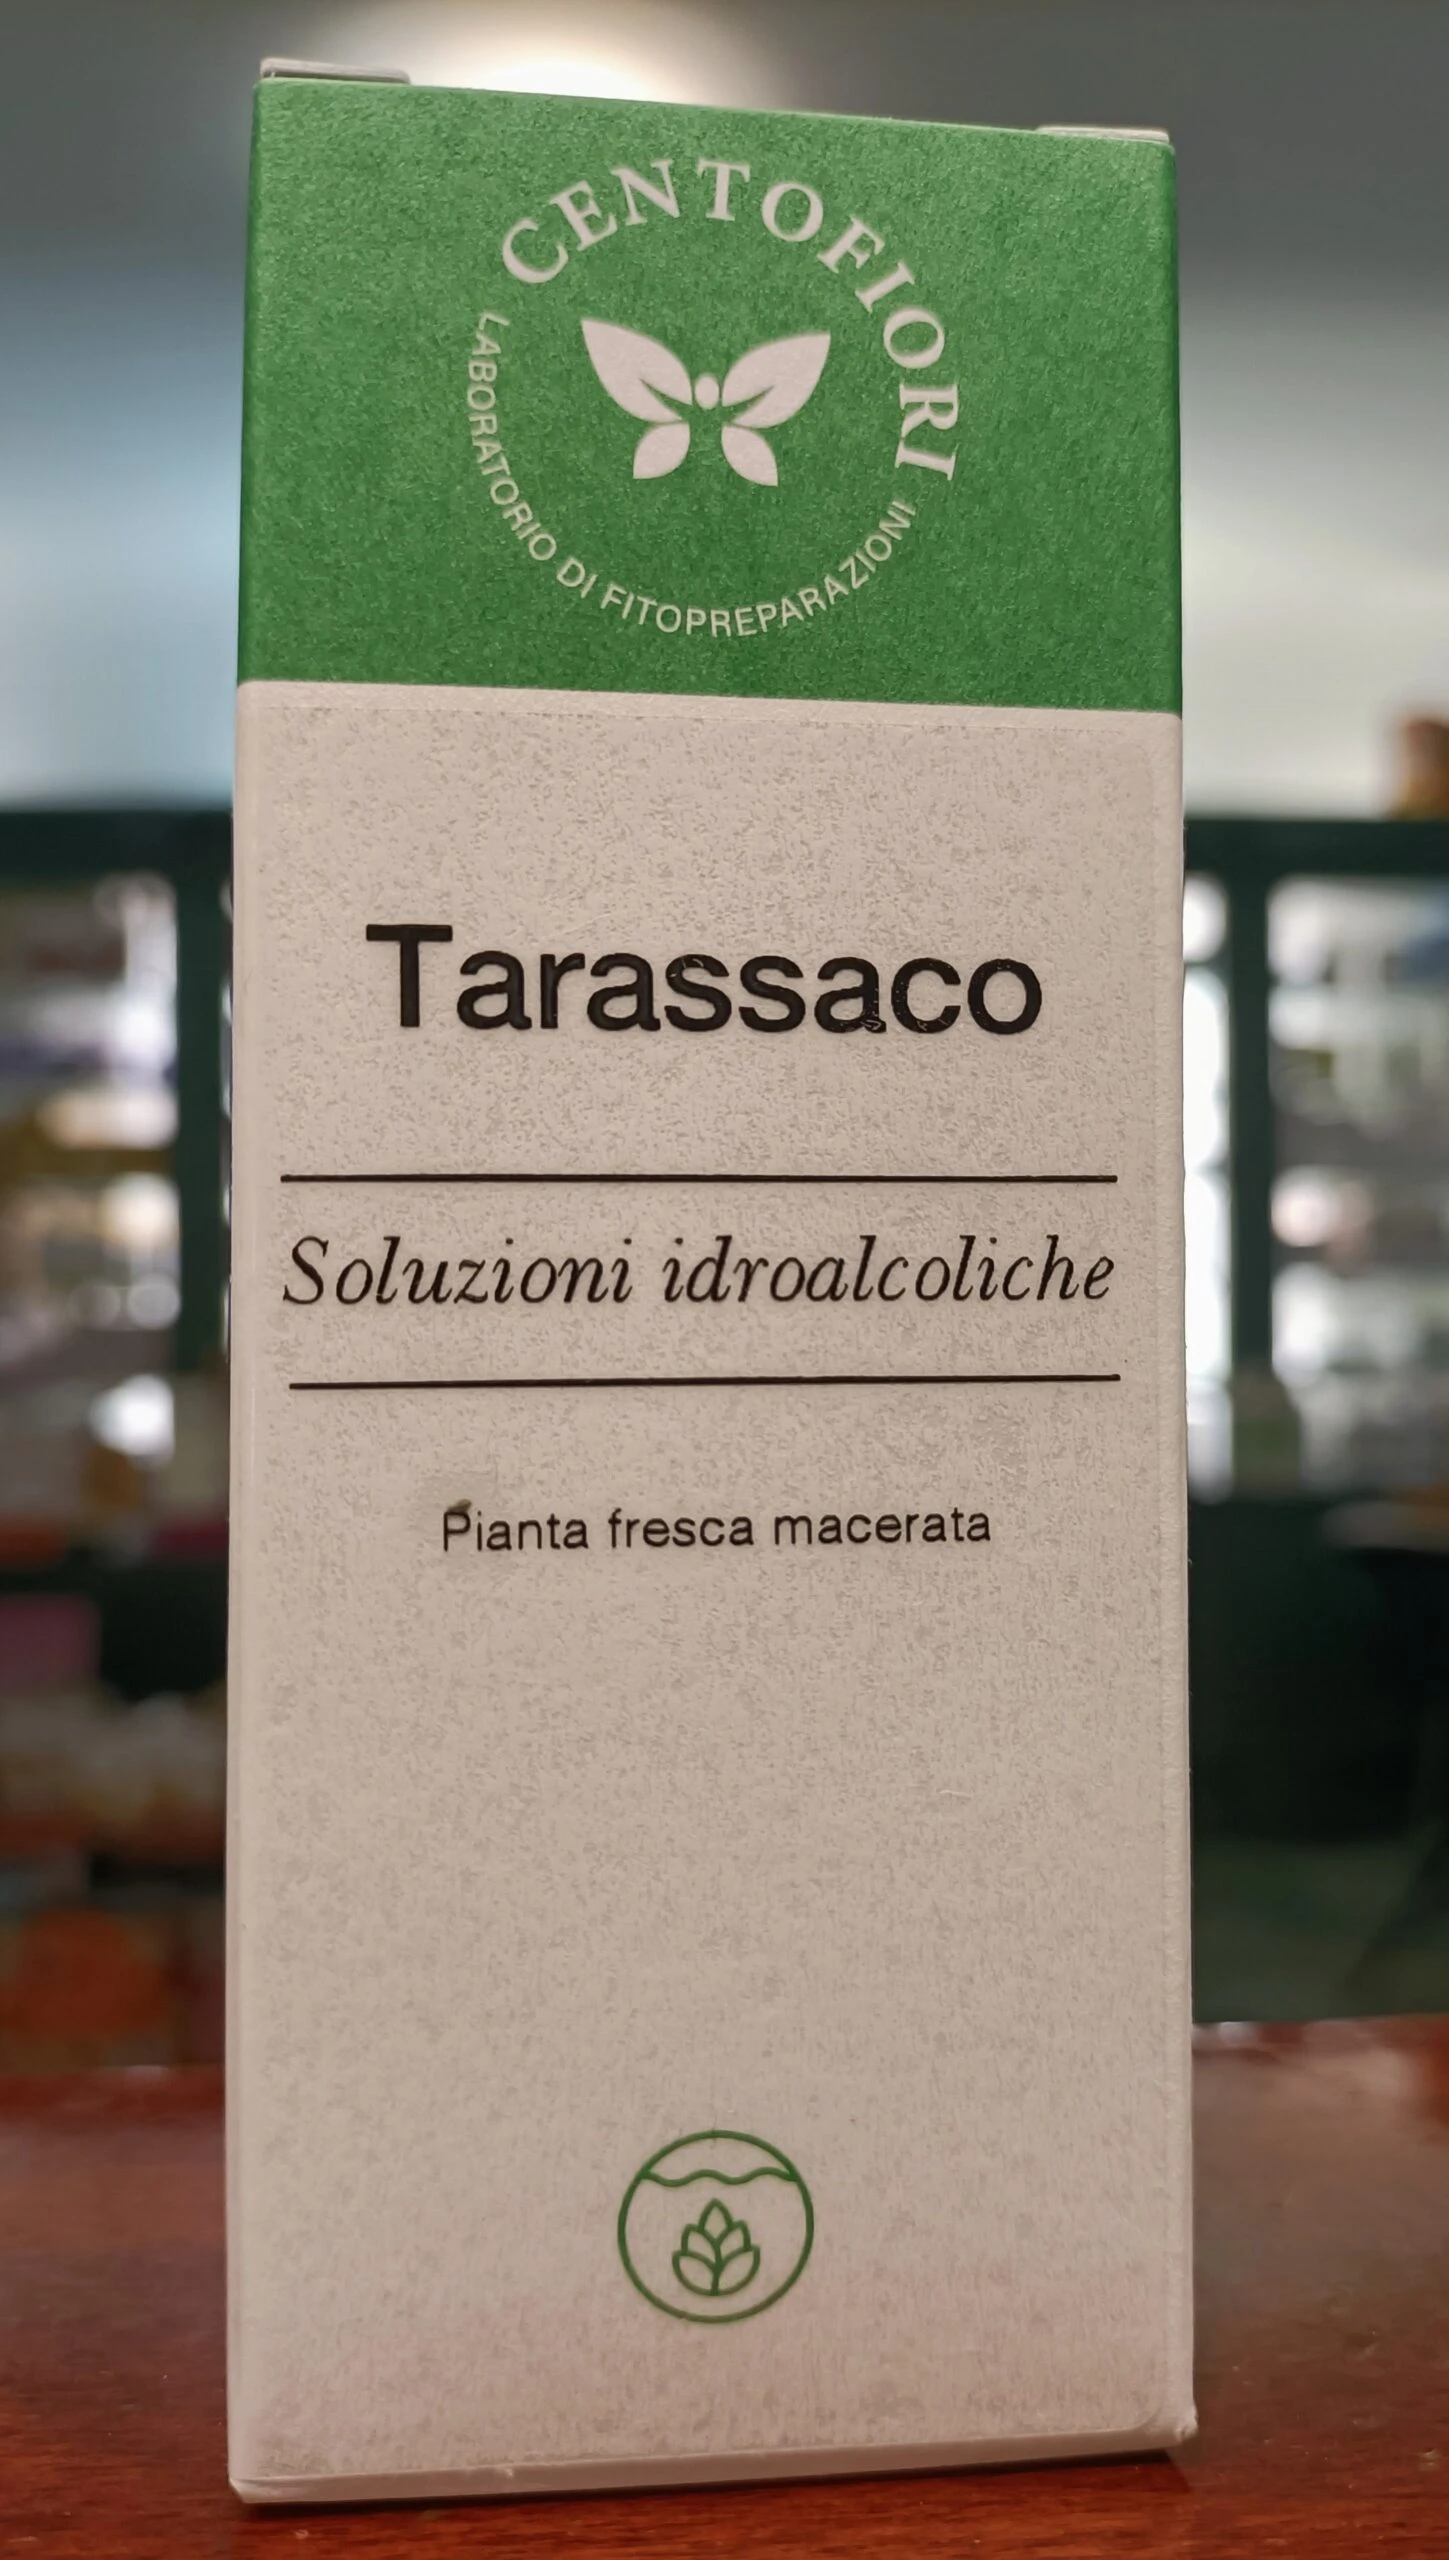 CENTOFIORI
LABORATORIO DI FITOPREPARAZIONI
Tarassaco
Soluzioni idroalcoliche
Pianta fresca macerata